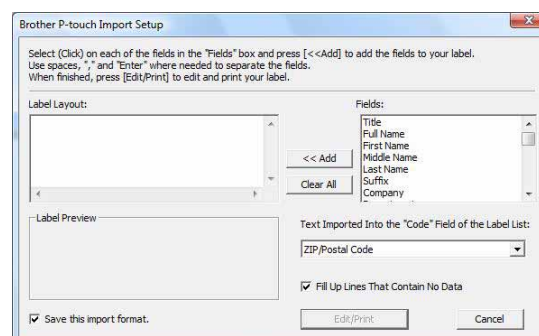 Brother P-touch Import Setup
Select (Click) on each of the fields in the "Fields" box and press [<<Add] to add the fields to your label.
Use spaces, "," and "Enter" where needed to separate the fields.
When finished, press [Edit/Print] to edit and print your label.
Label Layout:
Fields:
Title
Full Name
First Name
Middle Name
Last Name
Suffix
Company
<< Add
Clear All
Label Preview
Text Imported Into the "Code" Field of the Label List:
ZIP/Postal Code
Fill Up Lines That Contain No Data
Save this import format.
Edit/Print
Cancel